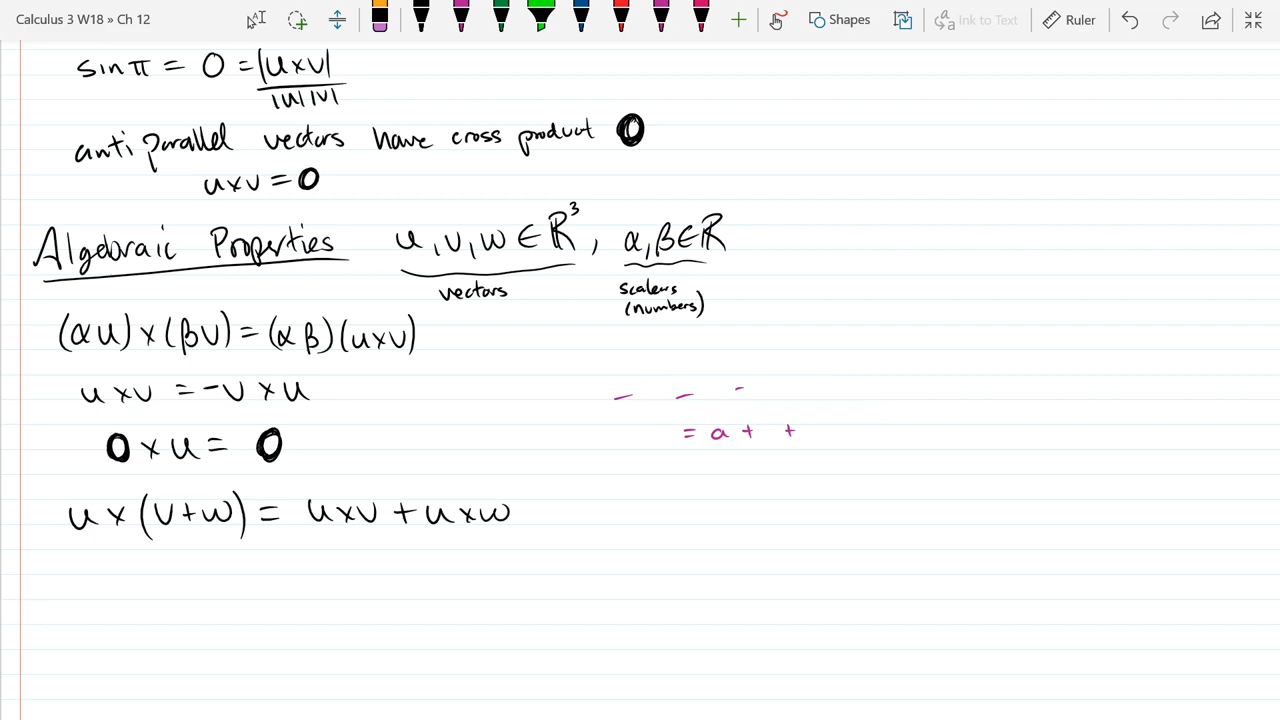 Calculus 3 W18 » Ch 12
Shapes
Ink to Text
Ruler
sin π = 0 = |u×v|
|u| |v|
anti parallel vectors have cross product 0
u×v = 0
Algebraic Properties u, v, w ∈ ℝ³, α, β ∈ ℝ
vectors
scalers
(numbers)
(αu) × (βv) = (αβ)(u×v)
u×v = -v×u
0 × u = 0
= a + +
u × (v+w) = u×v + u×w